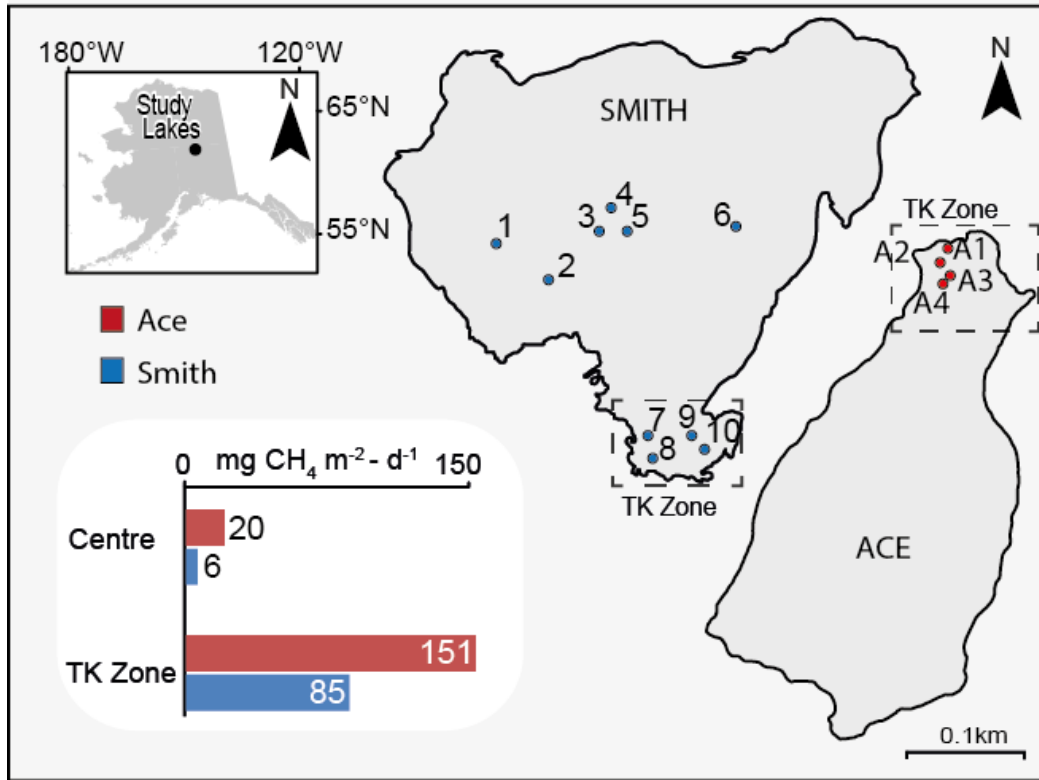 180°W
120°W
N
65°N
Study
Lakes
55°N
Ace
Smith
SMITH
N
1
2
3
4
5
6
7
8
9
10
TK Zone
TK Zone
A1
A2
A3
A4
ACE
0.1km
0 mg CH₄ m⁻² - d⁻¹ 150
Centre
20
6
TK Zone
151
85